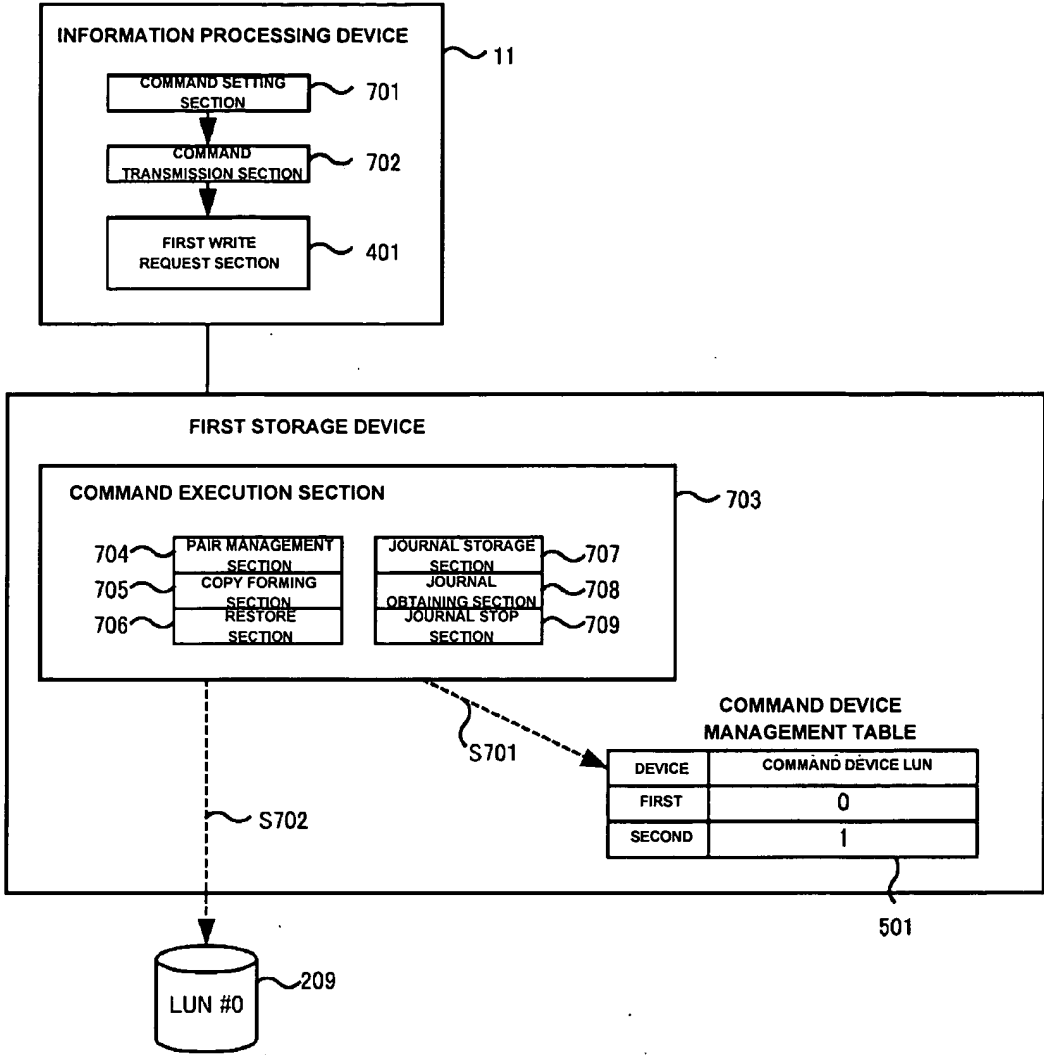 INFORMATION PROCESSING DEVICE
11
COMMAND SETTING
SECTION
701
COMMAND
TRANSMISSION SECTION
702
FIRST WRITE
REQUEST SECTION
401
FIRST STORAGE DEVICE
COMMAND EXECUTION SECTION
703
704
PAIR MANAGEMENT
SECTION
JOURNAL STORAGE
SECTION
707
705
COPY FORMING
SECTION
JOURNAL
OBTAINING SECTION
708
706
RESTORE
SECTION
JOURNAL STOP
SECTION
709
S701
S702
COMMAND DEVICE
MANAGEMENT TABLE
DEVICE
COMMAND DEVICE LUN
FIRST
0
SECOND
1
501
LUN #0
209